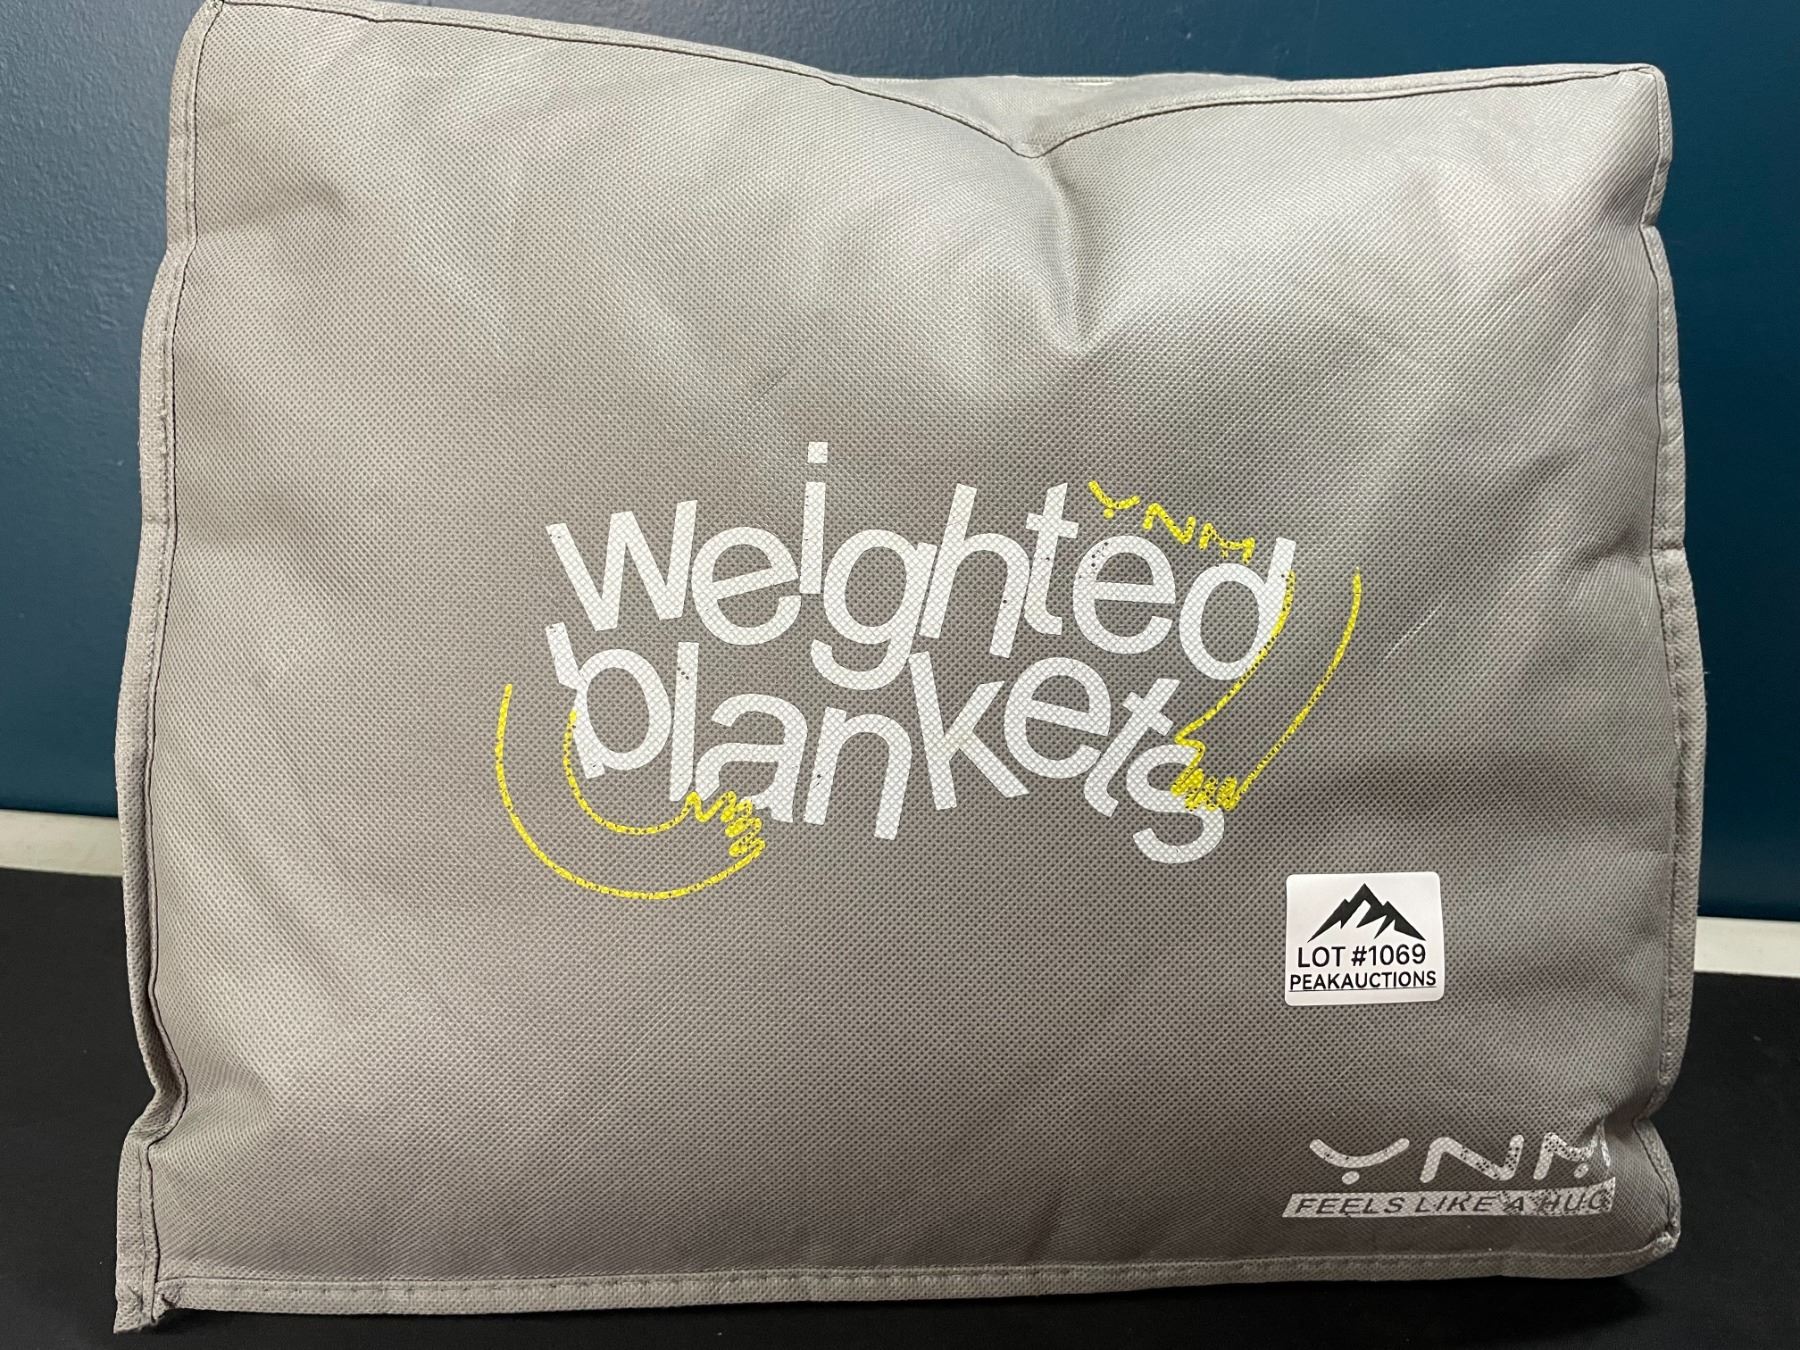 weighted
YNM
blankets
LOT #1069
PEAKAUCTIONS
YNM
FEELS LIKE A HUG